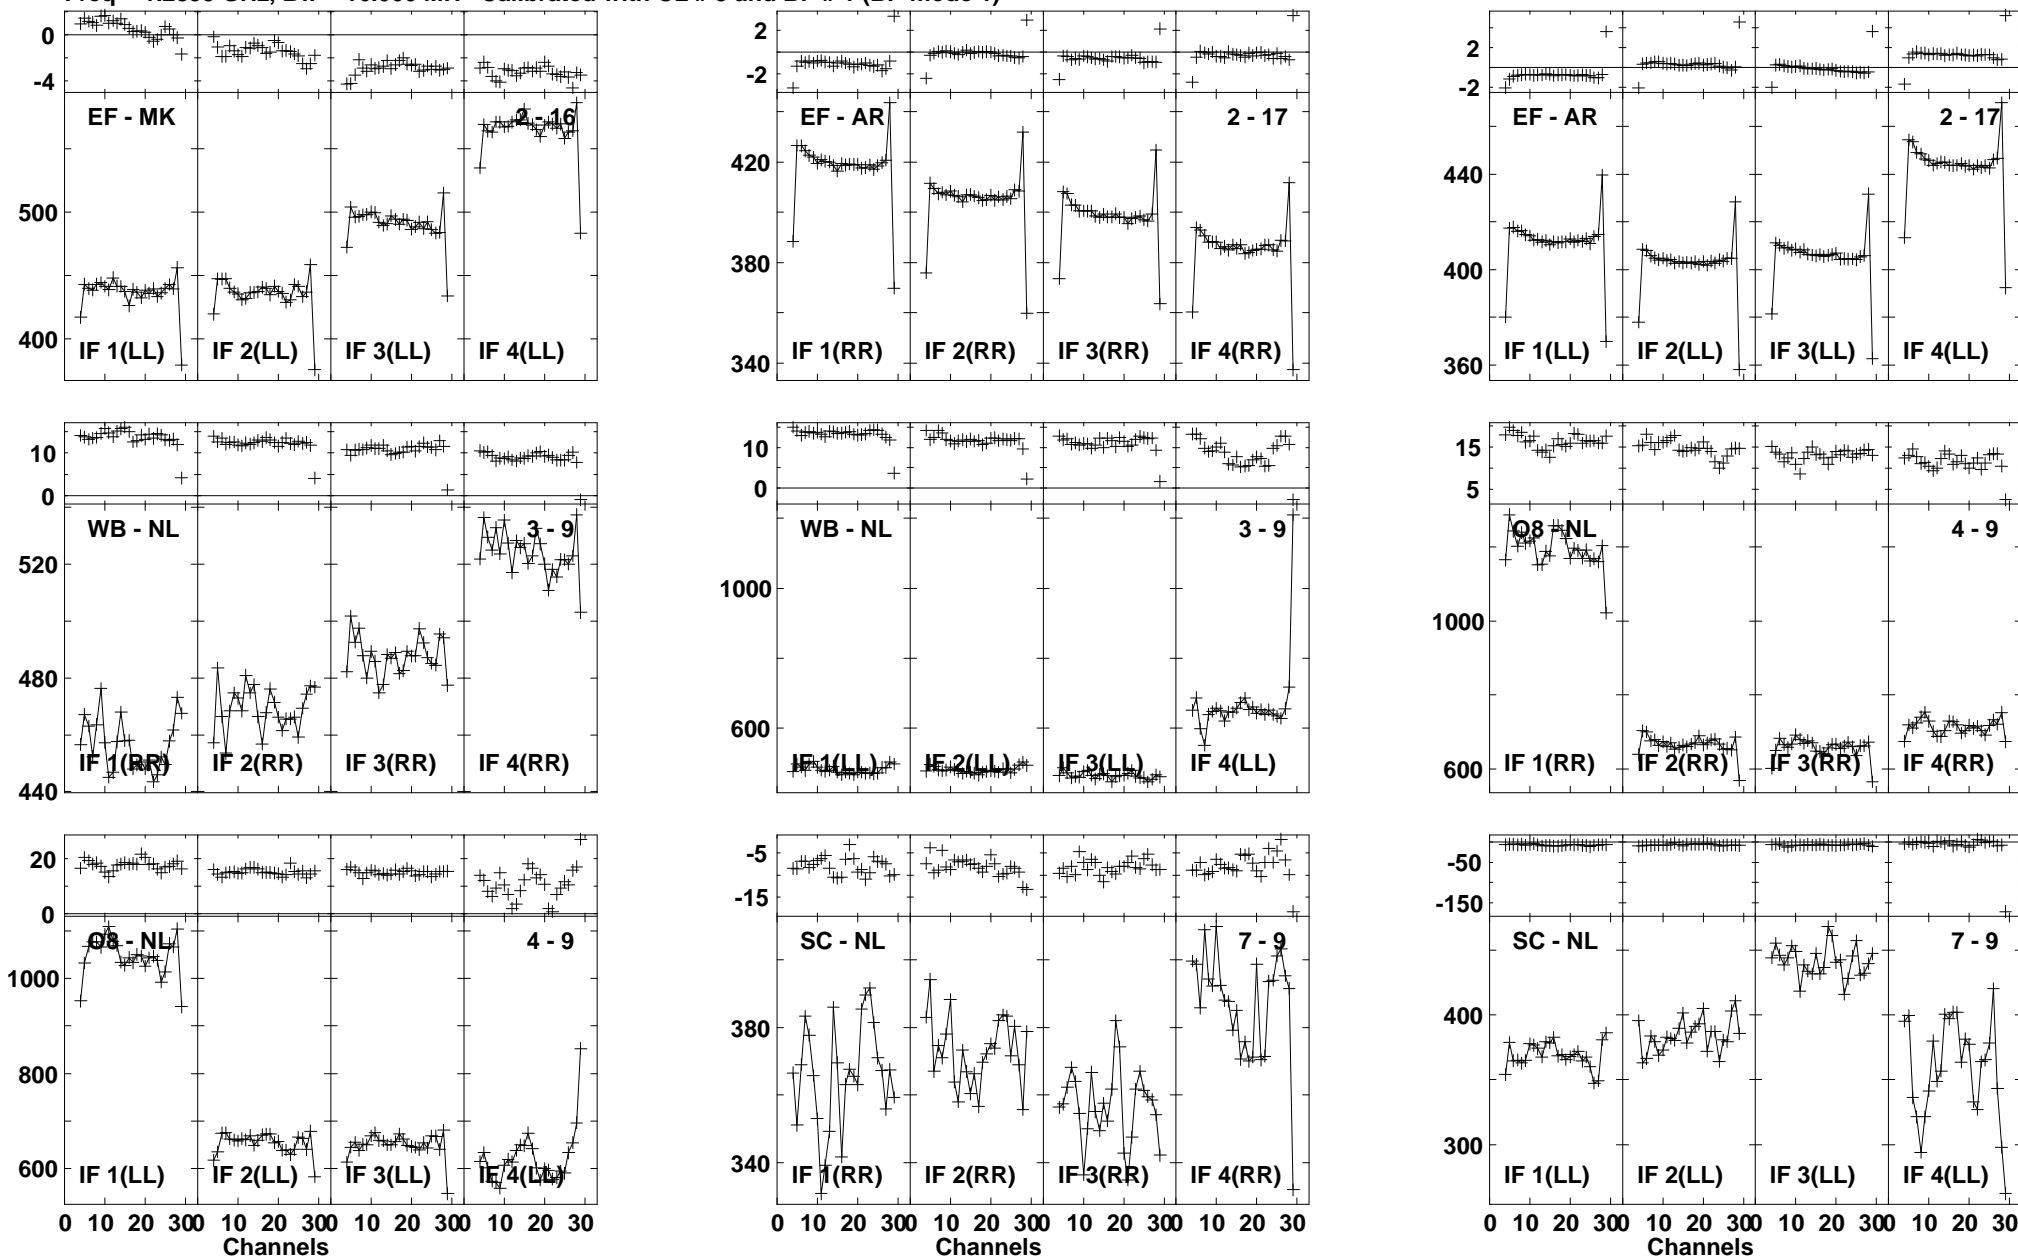 0
-4
EF - MK
2 - 16
500
400
IF 1(LL) IF 2(LL) IF 3(LL) IF 4(LL)
2
-2
EF - AR
2 - 17
420
380
340
IF 1(RR) IF 2(RR) IF 3(RR) IF 4(RR)
2
-2
EF - AR
2 - 17
440
400
360
IF 1(LL) IF 2(LL) IF 3(LL) IF 4(LL)
10
0
WB - NL
3 - 9
520
480
440
IF 1(RR) IF 2(RR) IF 3(RR) IF 4(RR)
10
0
WB - NL
3 - 9
1000
600
IF 1(LL) IF 2(LL) IF 3(LL) IF 4(LL)
15
5
O8 - NL
4 - 9
1000
600
IF 1(RR) IF 2(RR) IF 3(RR) IF 4(RR)
20
0
O8 - NL
4 - 9
1000
800
600
IF 1(LL) IF 2(LL) IF 3(LL) IF 4(LL)
0 10 20 30 0 10 20 30 0 10 20 30 0 10 20 30
Channels
-5
-15
SC - NL
7 - 9
380
340
IF 1(RR) IF 2(RR) IF 3(RR) IF 4(RR)
0 10 20 30 0 10 20 30 0 10 20 30 0 10 20 30
Channels
-50
-150
SC - NL
7 - 9
400
300
IF 1(LL) IF 2(LL) IF 3(LL) IF 4(LL)
0 10 20 30 0 10 20 30 0 10 20 30 0 10 20 30
Channels